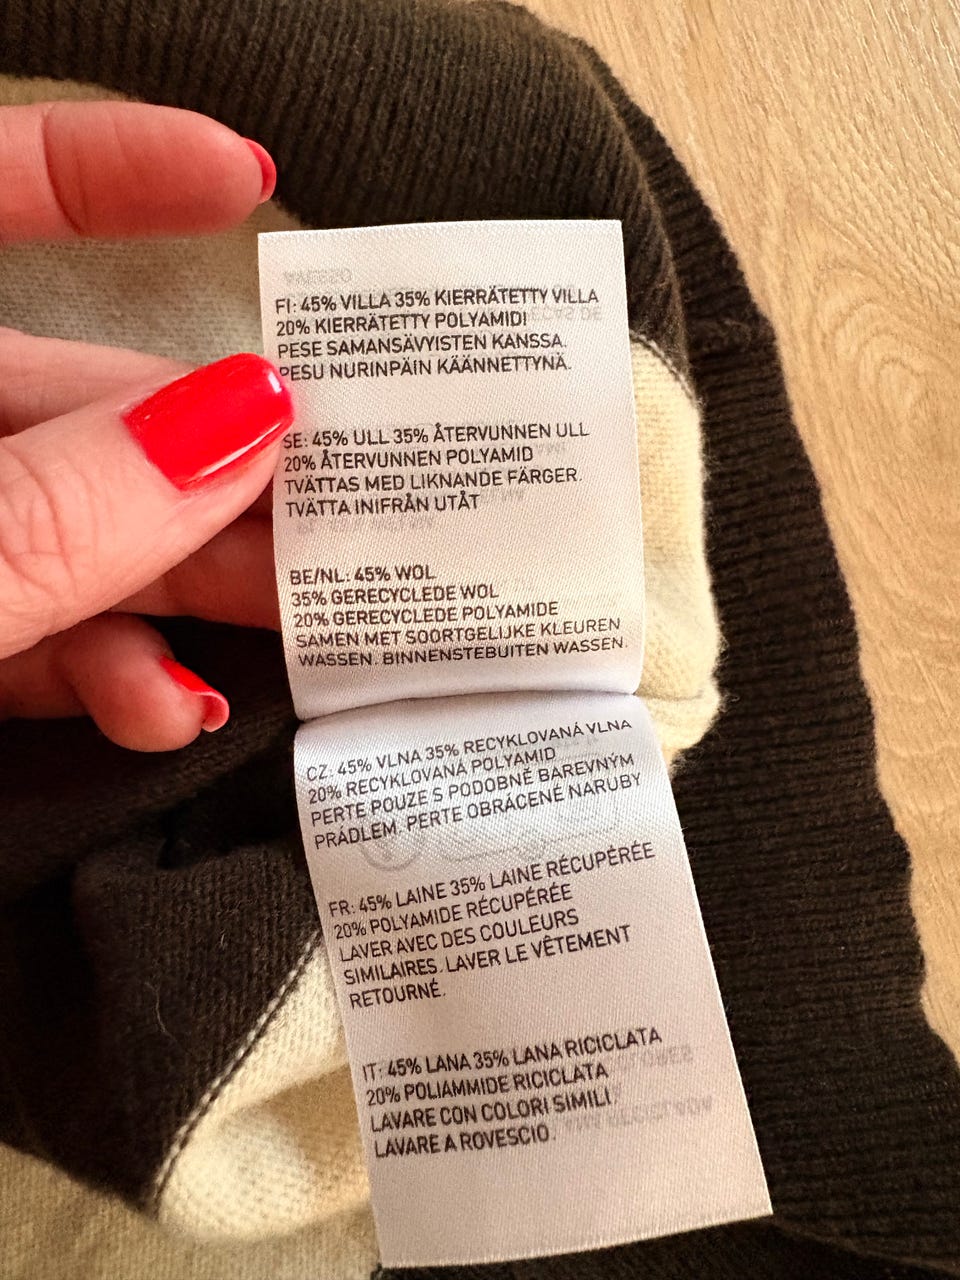 FI: 45% VILLA 35% KIERRÄTETTY VILLA
20% KIERRÄTETTY POLYAMIDI
PESE SAMANSÄVYISTEN KANSSA.
PESU NURINPÄIN KÄÄNNETTYNÄ.
SE: 45% ULL 35% ÅTERVUNNEN ULL
20% ÅTERVUNNEN POLYAMID
TVÄTTAS MED LIKNANDE FÄRGER.
TVÄTTA INIFRÅN UTÅT
BE/NL: 45% WOL
35% GERECYCLEDE WOL
20% GERECYCLEDE POLYAMIDE
SAMEN MET SOORTGELIJKE KLEUREN
WASSEN. BINNENSTEBUITEN WASSEN.
CZ: 45% VLNA 35% RECYKLOVANÁ VLNA
20% RECYKLOVANÁ POLYAMID
PERTE POUZE S PODOBNĚ BAREVNÝM
PRÁDLEM. PERTE OBRÁCENÉ NARUBY
FR: 45% LAINE 35% LAINE RÉCUPÉRÉE
20% POLYAMIDE RÉCUPÉRÉE
LAVER AVEC DES COULEURS
SIMILAIRES. LAVER LE VÊTEMENT
RETOURNÉ.
IT: 45% LANA 35% LANA RICICLATA
20% POLIAMMIDE RICICLATA
LAVARE CON COLORI SIMILI.
LAVARE A ROVESCIO.